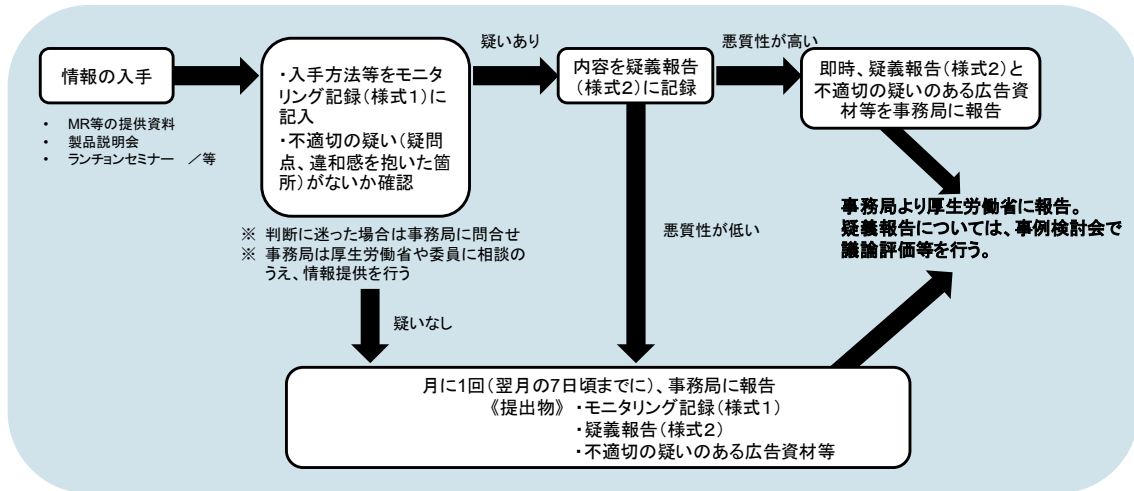 情報の入手
• MR等の提供資料
• 製品説明会
• ランチョンセミナー ／等
・入手方法等をモニタ
リング記録（様式１）に
記入
・不適切の疑い（疑問
点、違和感を抱いた箇
所）がないか確認
※ 判断に迷った場合は事務局に問合せ
※ 事務局は厚生労働省や委員に相談の
うえ、情報提供を行う
疑いあり
内容を疑義報告
（様式２）に記録
悪質性が高い
即時、疑義報告（様式２）と
不適切の疑いのある広告資
材等を事務局に報告
悪質性が低い
事務局より厚生労働省に報告。
疑義報告については、事例検討会で
議論評価等を行う。
疑いなし
月に1回（翌月の7日頃までに）、事務局に報告
《提出物》 ・モニタリング記録（様式１）
・疑義報告（様式２）
・不適切の疑いのある広告資材等